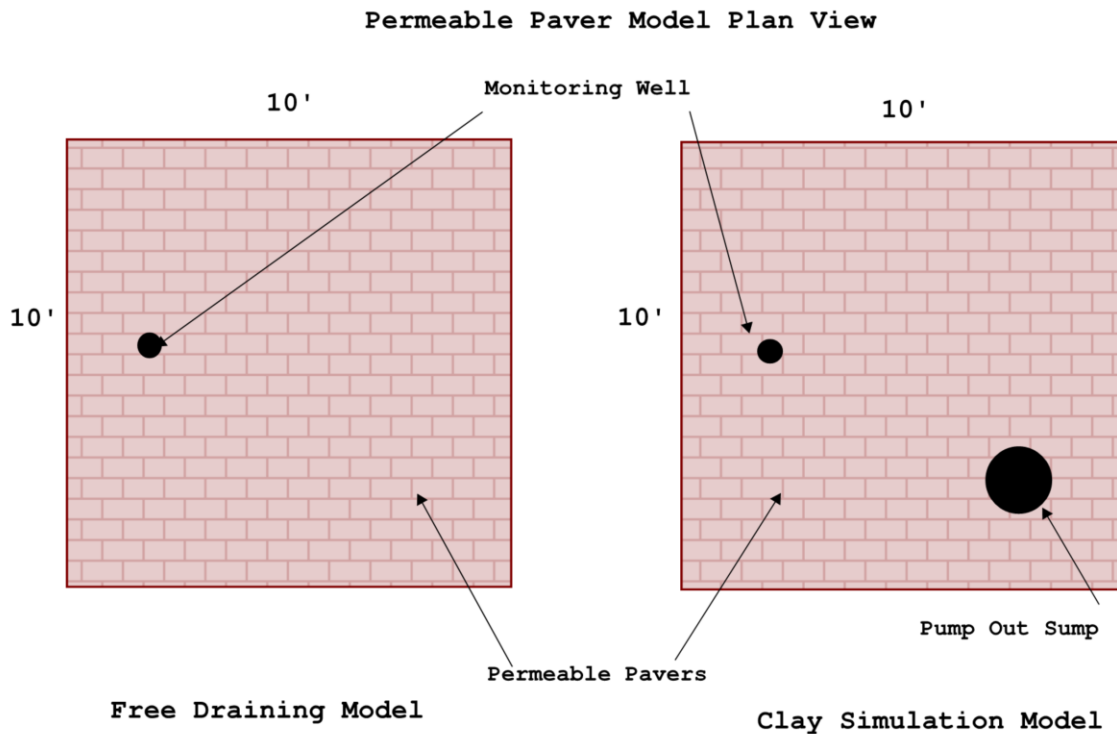 Permeable Paver Model Plan View
Monitoring Well
10'
10'
10'
10'
Pump Out Sump
Permeable Pavers
Free Draining Model
Clay Simulation Model